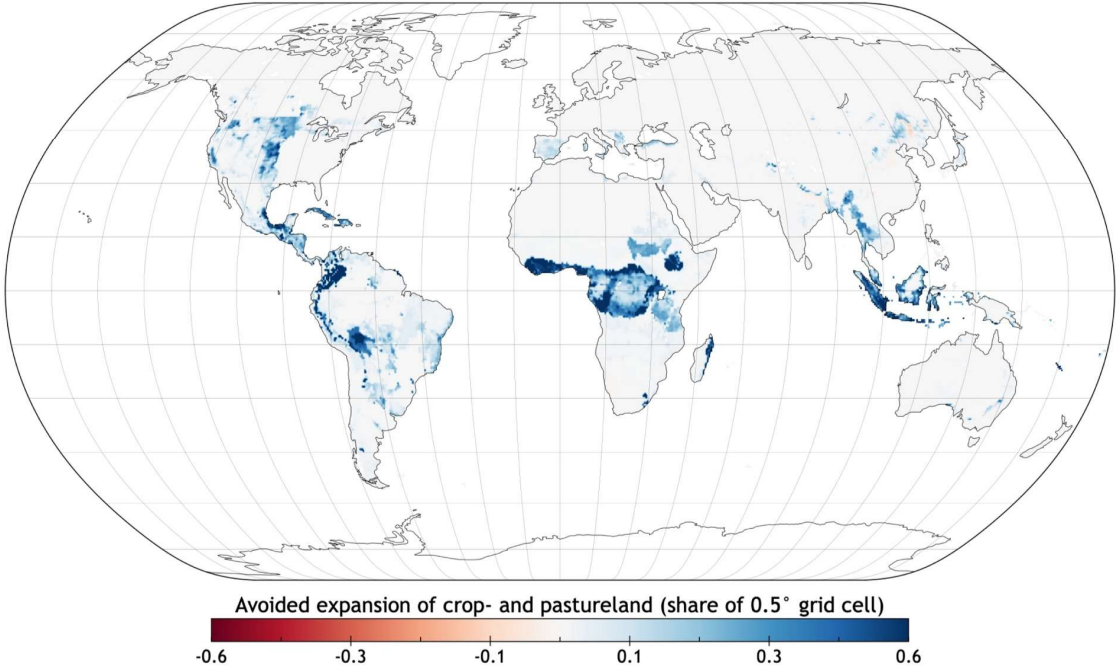 Avoided expansion of crop- and pastureland (share of 0.5° grid cell)
-0.6 -0.3 -0.1 0.1 0.3 0.6